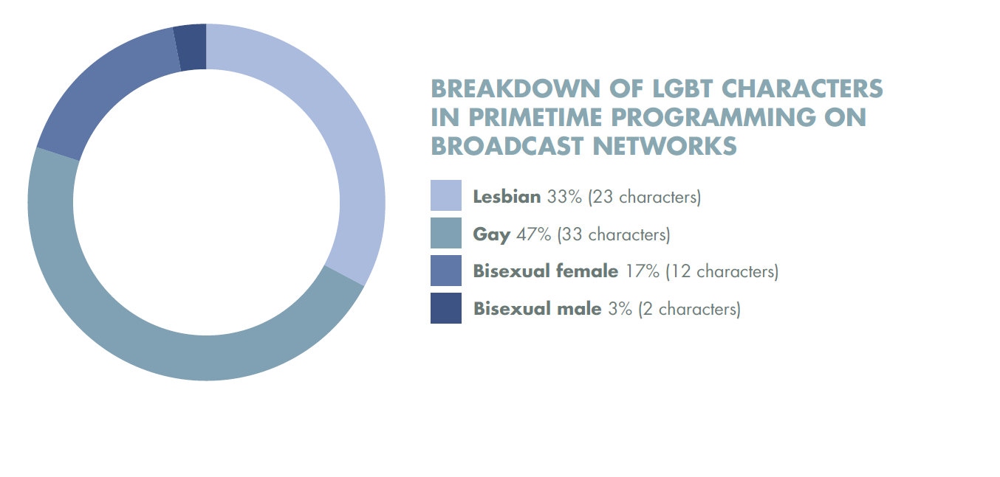 BREAKDOWN OF LGBT CHARACTERS
IN PRIMETIME PROGRAMMING ON
BROADCAST NETWORKS
Lesbian 33% (23 characters)
Gay 47% (33 characters)
Bisexual female 17% (12 characters)
Bisexual male 3% (2 characters)